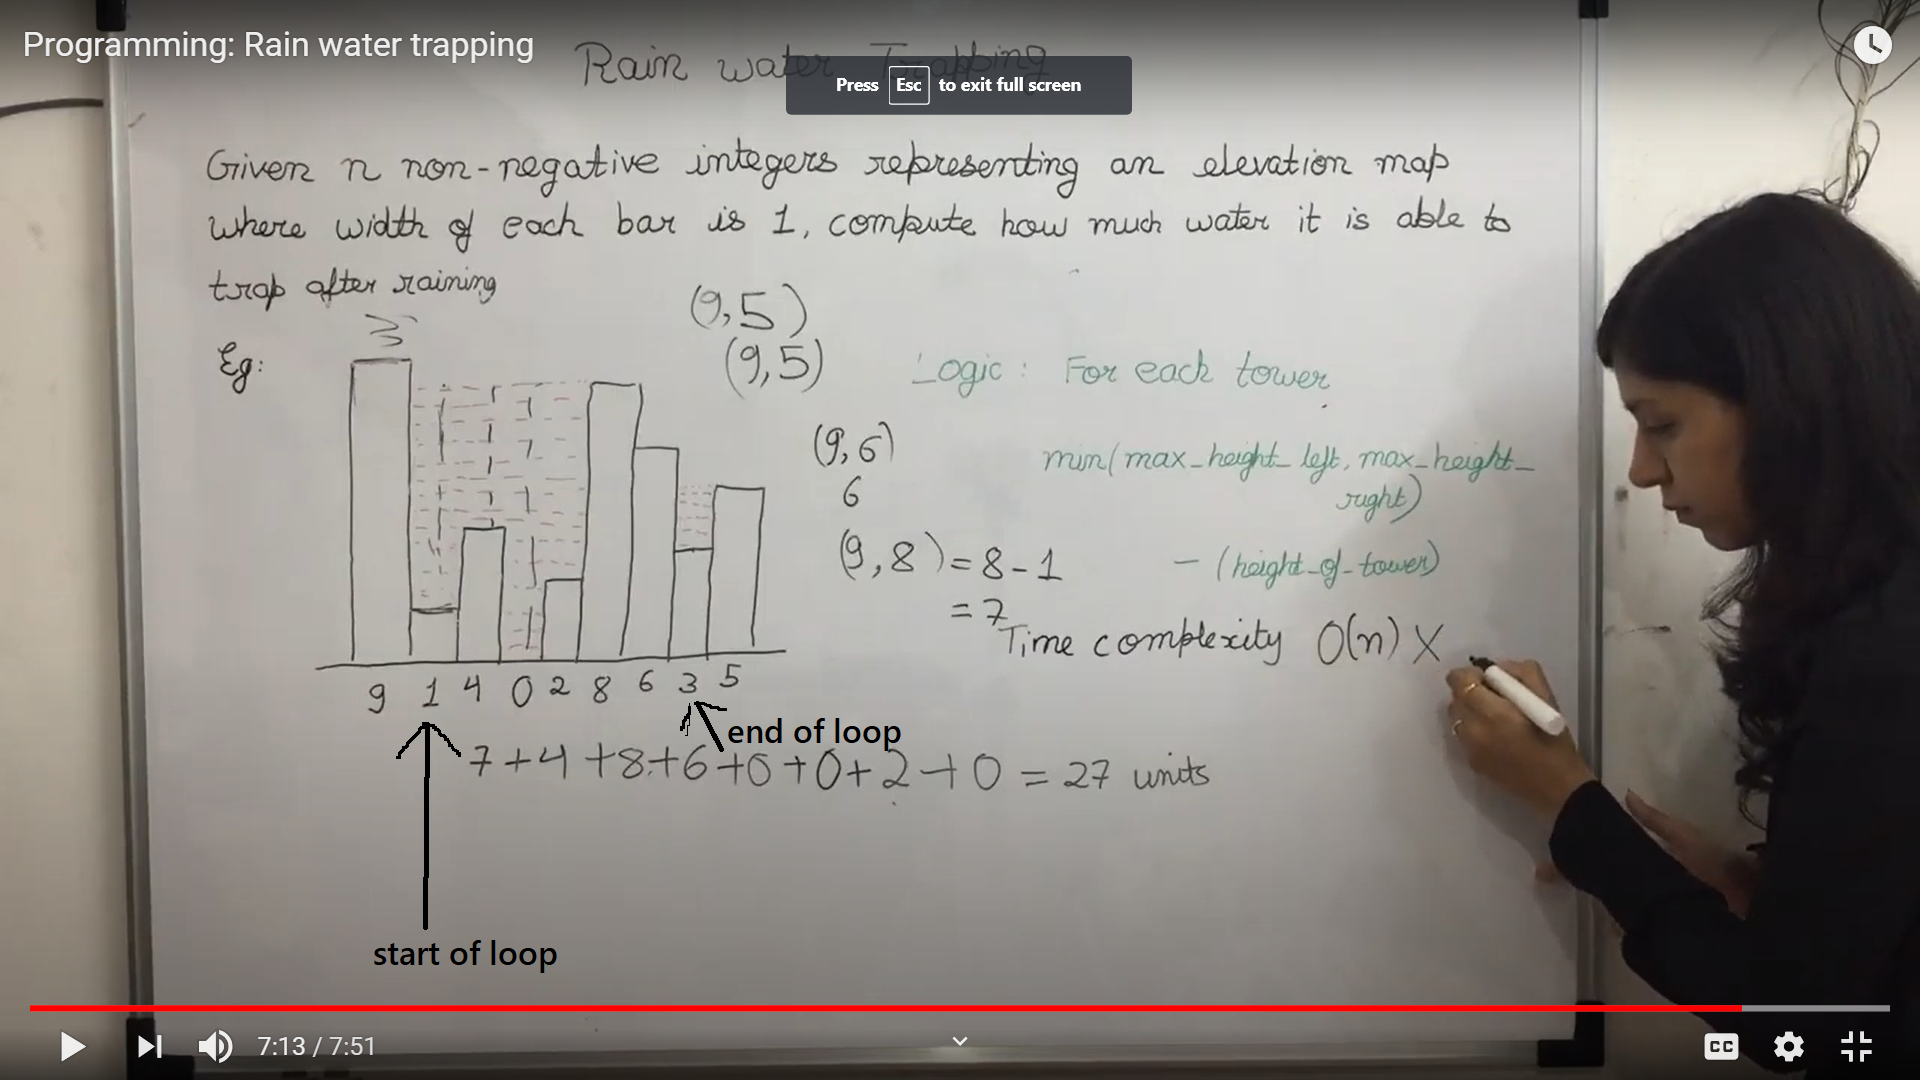 Programming: Rain water trapping
Rain water Trapping
Press Esc to exit full screen
Given n non-negative integers representing an elevation map
where width of each bar is 1, compute how much water it is able to
trap after raining
(9,5)
(9,5)
Eg:
Logic: For each tower
(9,6)
6
min(max_height_left, max_height_
right)
(9,8) = 8-1
= 7
- (height_of_tower)
Time complexity O(n) X
9 1 4 0 2 8 6 3 5
end of loop
7+4+8+6+0+0+2+0 = 27 units
start of loop
7:13 / 7:51
CC